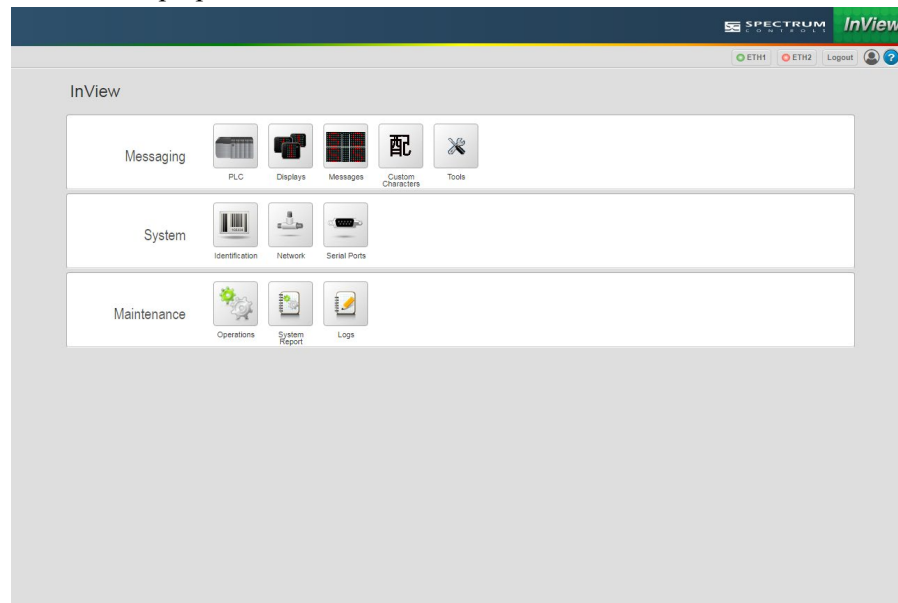 SPECTRUM
CONTROLS
InView
ETH1
ETH2
Logout
?
InView
Messaging
PLC
Displays
Messages
配
Custom
Characters
Tools
System
Identification
Network
Serial Ports
Maintenance
Operations
System
Report
Logs